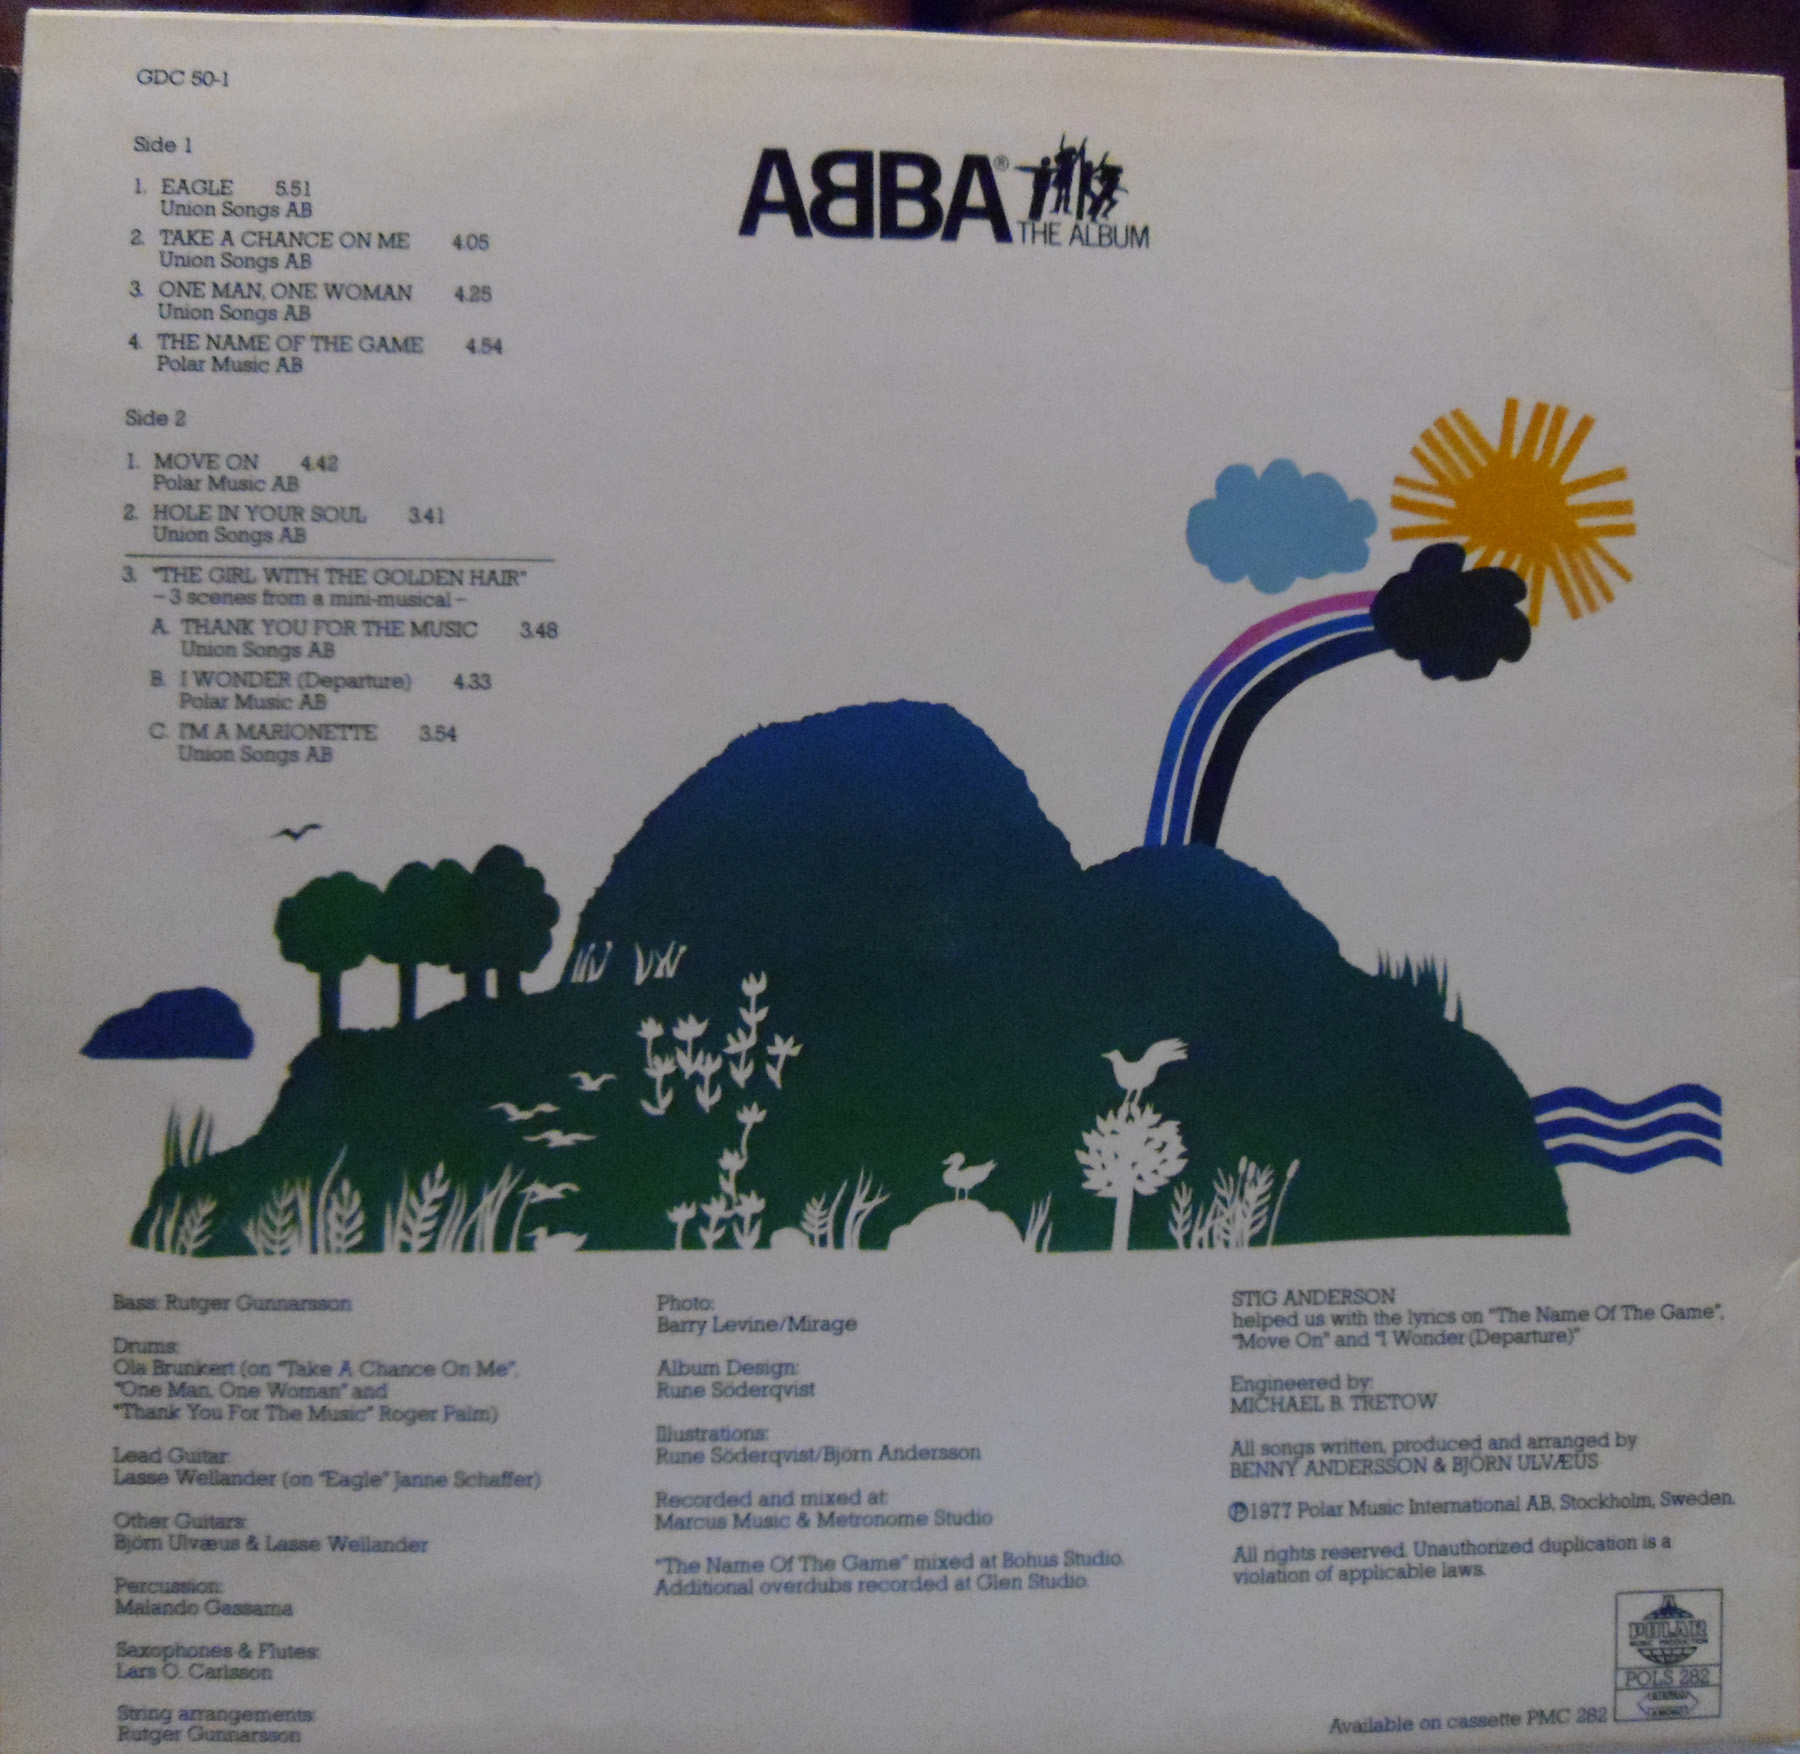 GDC 50-1
Side 1
1. EAGLE 5.51
Union Songs AB
2. TAKE A CHANCE ON ME 4.05
Union Songs AB
3. ONE MAN, ONE WOMAN 4.25
Union Songs AB
4. THE NAME OF THE GAME 4.54
Polar Music AB
Side 2
1. MOVE ON 4.42
Polar Music AB
2. HOLE IN YOUR SOUL 3.41
Union Songs AB
3. "THE GIRL WITH THE GOLDEN HAIR"
– 3 scenes from a mini-musical –
A. THANK YOU FOR THE MUSIC 3.48
Union Songs AB
B. I WONDER (Departure) 4.33
Polar Music AB
C. I'M A MARIONETTE 3.54
Union Songs AB
ABBA®
THE ALBUM
Bass: Rutger Gunnarsson
Drums:
Ola Brunkert (on "Take A Chance On Me",
"One Man, One Woman" and
"Thank You For The Music" Roger Palm)
Lead Guitar:
Lasse Wellander (on "Eagle" Janne Schaffer)
Other Guitars:
Björn Ulvæus & Lasse Wellander
Percussion:
Malando Gassama
Saxophones & Flutes:
Lars O. Carlsson
String arrangements:
Rutger Gunnarsson
Photo:
Barry Levine/Mirage
Album Design:
Rune Söderqvist
Illustrations:
Rune Söderqvist/Björn Andersson
Recorded and mixed at:
Marcus Music & Metronome Studio
"The Name Of The Game" mixed at Bohus Studio.
Additional overdubs recorded at Glen Studio.
STIG ANDERSON
helped us with the lyrics on "The Name Of The Game",
"Move On" and "I Wonder (Departure)"
Engineered by:
MICHAEL B. TRETOW
All songs written, produced and arranged by
BENNY ANDERSSON & BJÖRN ULVÆUS
℗1977 Polar Music International AB, Stockholm, Sweden.
All rights reserved. Unauthorized duplication is a
violation of applicable laws.
POLAR
MUSIC PRODUCTION
POLS 282
STEREO
Available on cassette PMC 282